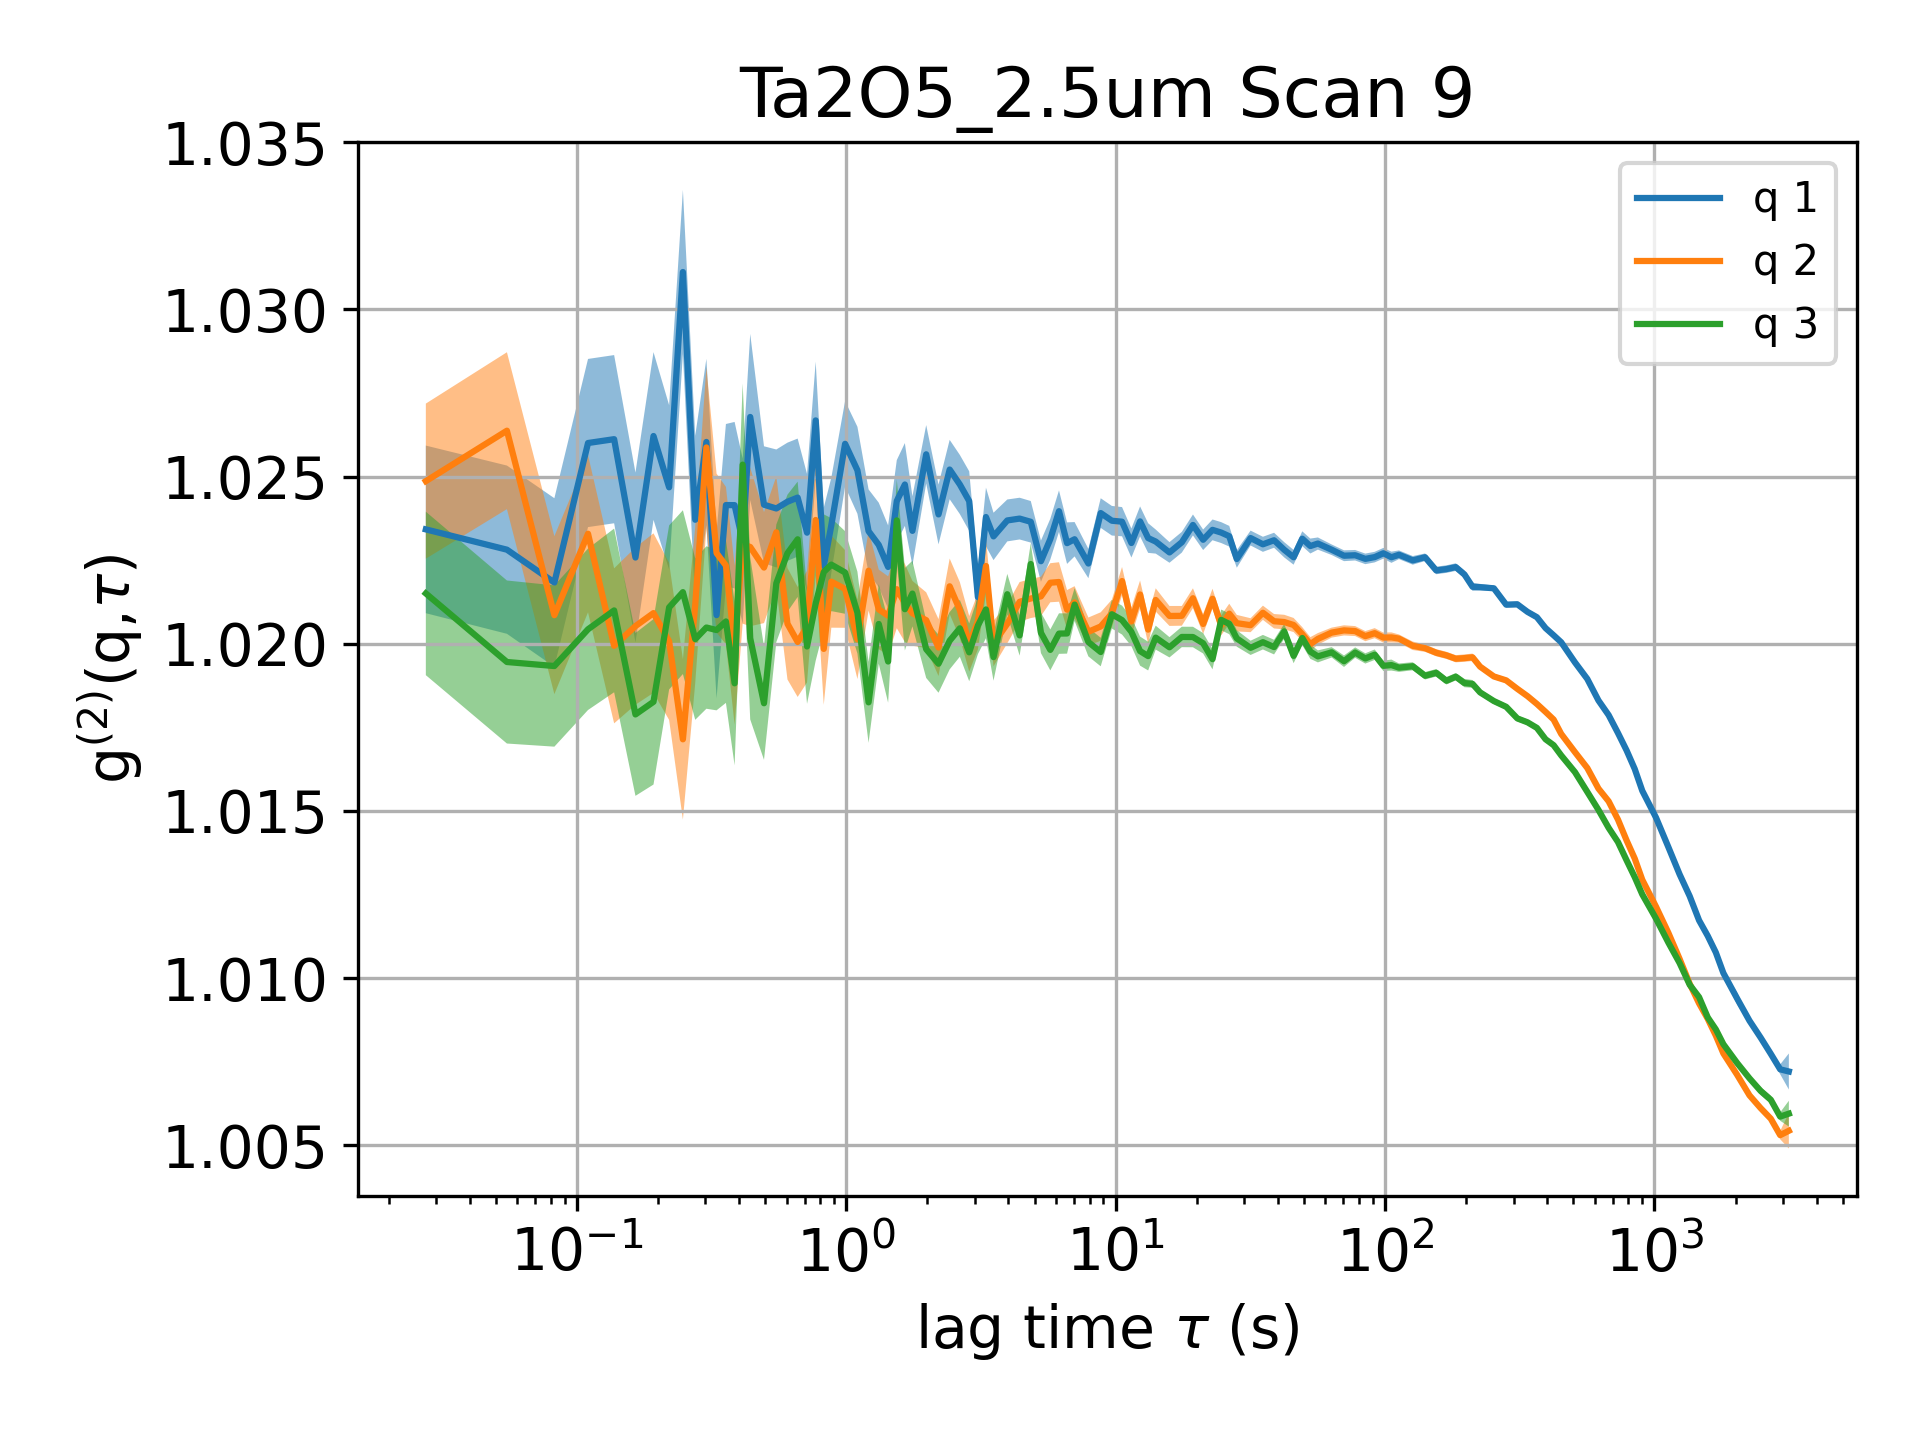 Ta2O5_2.5um Scan 9
1.035
1.030
1.025
1.020
1.015
1.010
1.005
g⁽²⁾(q,τ)
q 1
q 2
q 3
10⁻¹ 10⁰ 10¹ 10² 10³
lag time τ (s)